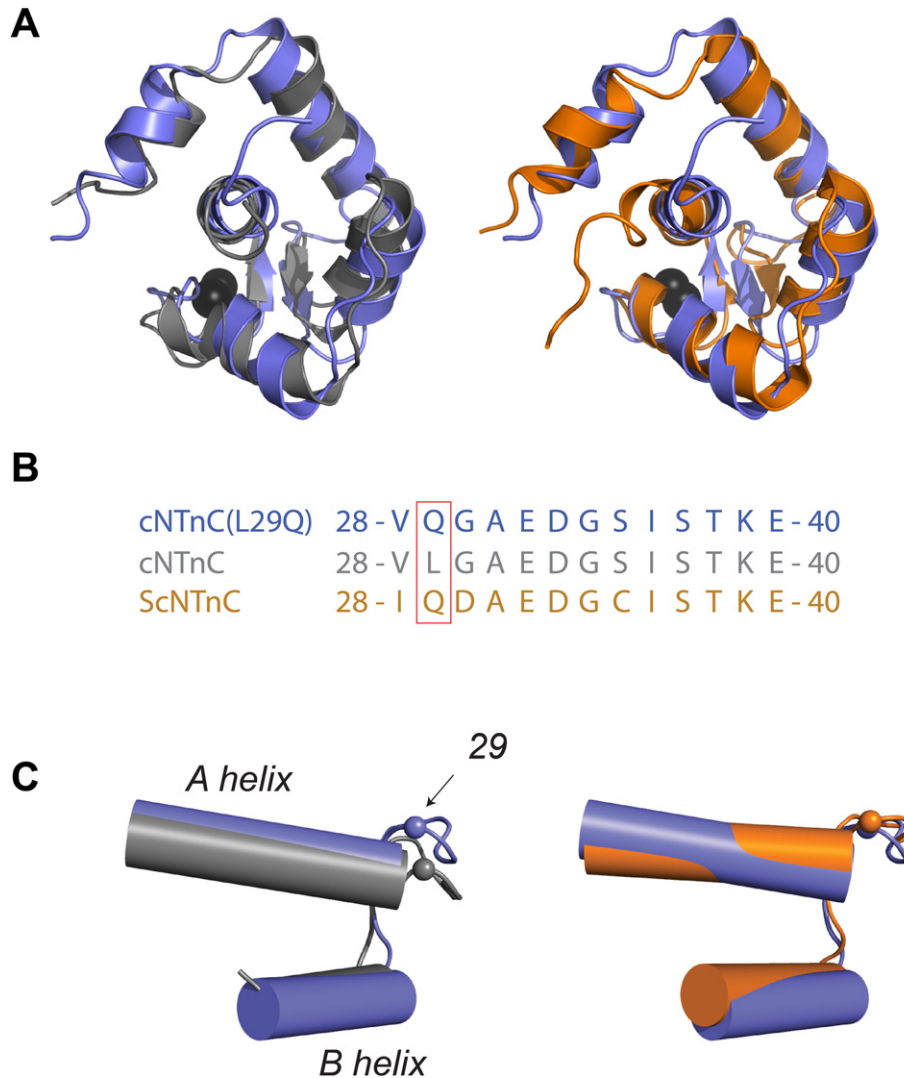 A
B
cNTnC(L29Q) 28 - V Q G A E D G S I S T K E - 40
cNTnC 28 - V L G A E D G S I S T K E - 40
ScNTnC 28 - I Q D A E D G C I S T K E - 40
C
A helix
29
B helix